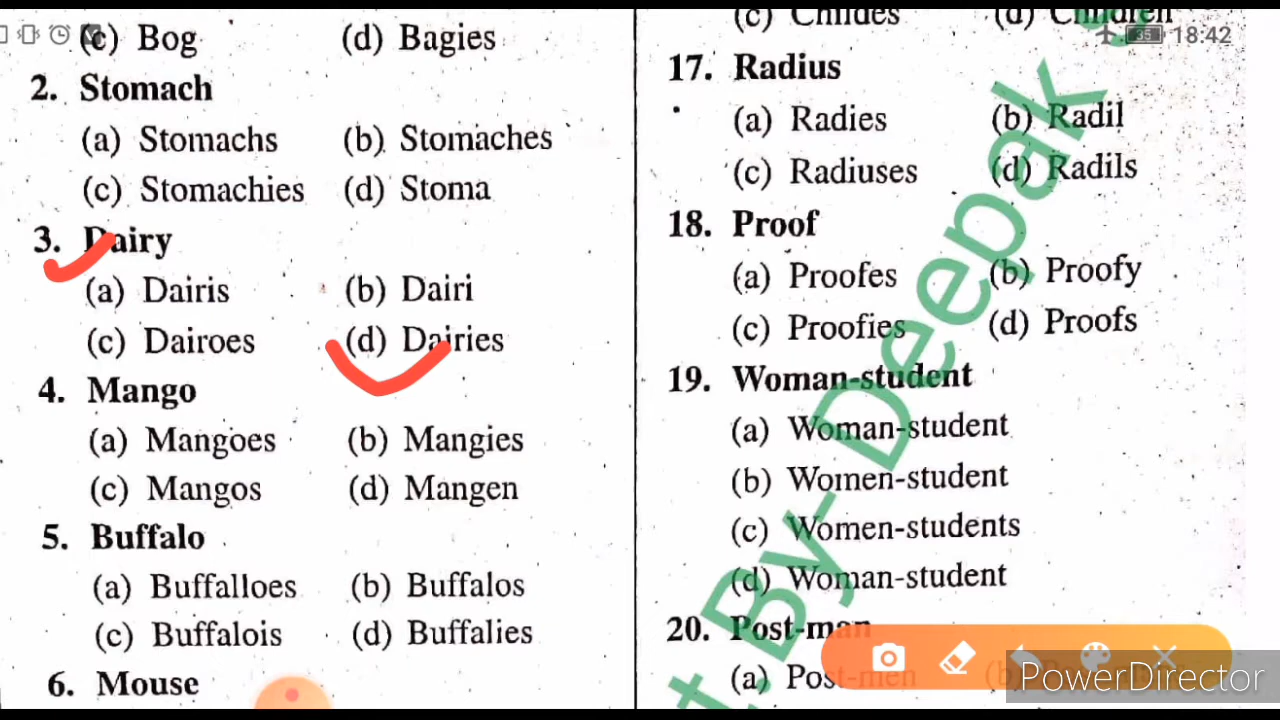 (c) Bog (d) Bagies
2. Stomach
(a) Stomachs (b) Stomaches
(c) Stomachies (d) Stoma
3. Dairy
(a) Dairis (b) Dairi
(c) Dairoes (d) Dairies
4. Mango
(a) Mangoes (b) Mangies
(c) Mangos (d) Mangen
5. Buffalo
(a) Buffalloes (b) Buffalos
(c) Buffalois (d) Buffalies
6. Mouse
(c) Childes (d) Children
35 18:42
17. Radius
(a) Radies (b) Radil
(c) Radiuses (d) Radils
18. Proof
(a) Proofes (b) Proofy
(c) Proofies (d) Proofs
19. Woman-student
(a) Woman-student
(b) Women-student
(c) Women-students
(d) Woman-student
20. Post-man
(a) Post-men
By- Deepak
PowerDirector